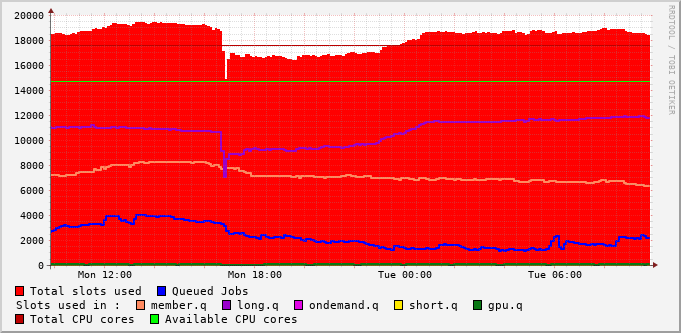 RRDTOOL / TOBI OETIKER
20000
18000
16000
14000
12000
10000
8000
6000
4000
2000
0
Mon 12:00 Mon 18:00 Tue 00:00 Tue 06:00
Total slots used Queued Jobs
Slots used in : member.q long.q ondemand.q short.q gpu.q
Total CPU cores Available CPU cores